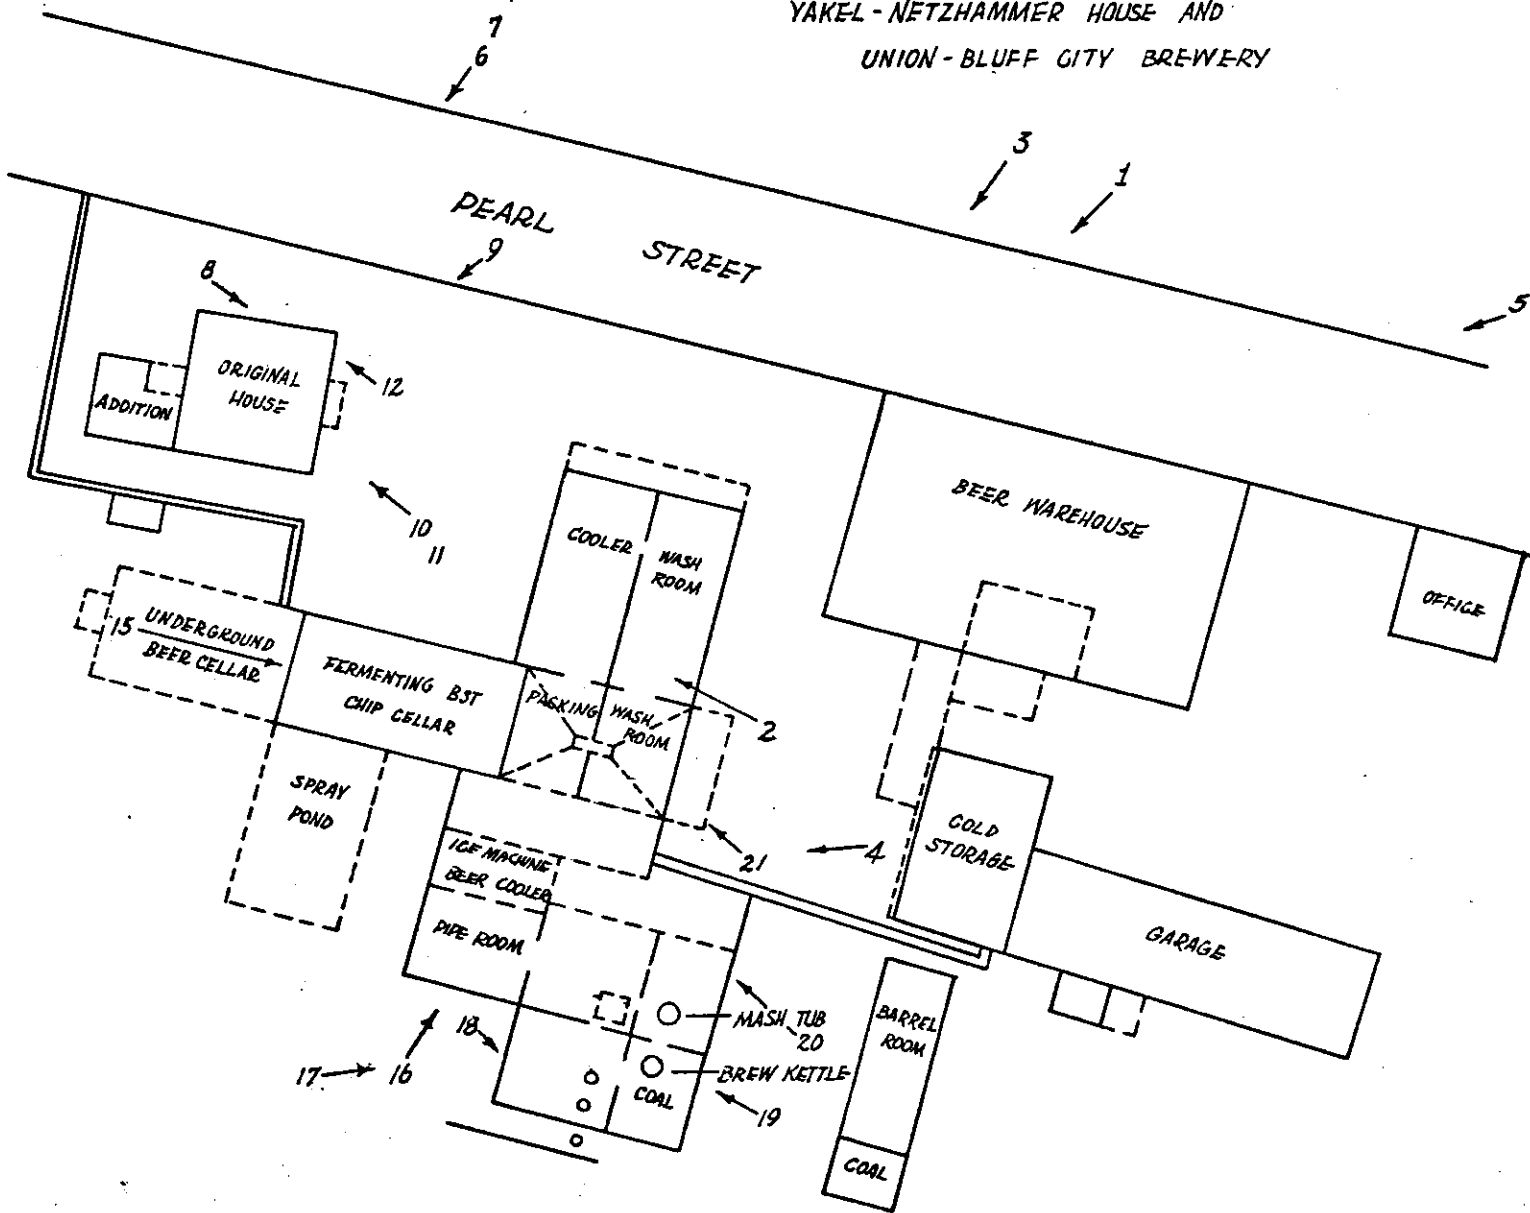 YAKEL - NETZHAMMER HOUSE AND
UNION - BLUFF CITY BREWERY
7
6
3
1
5
PEARL
STREET
9
8
12
ORIGINAL
HOUSE
ADDITION
10
11
COOLER
WASH
ROOM
BEER WAREHOUSE
OFFICE
15
UNDERGROUND
BEER CELLAR
FERMENTING BST
CHIP CELLAR
PACKING
WASH
ROOM
2
SPRAY
POND
ICE MACHINE
BEER COOLER
21
4
COLD
STORAGE
PIPE ROOM
GARAGE
MASH TUB
20
BARREL
ROOM
18
17
16
BREW KETTLE
COAL
19
COAL